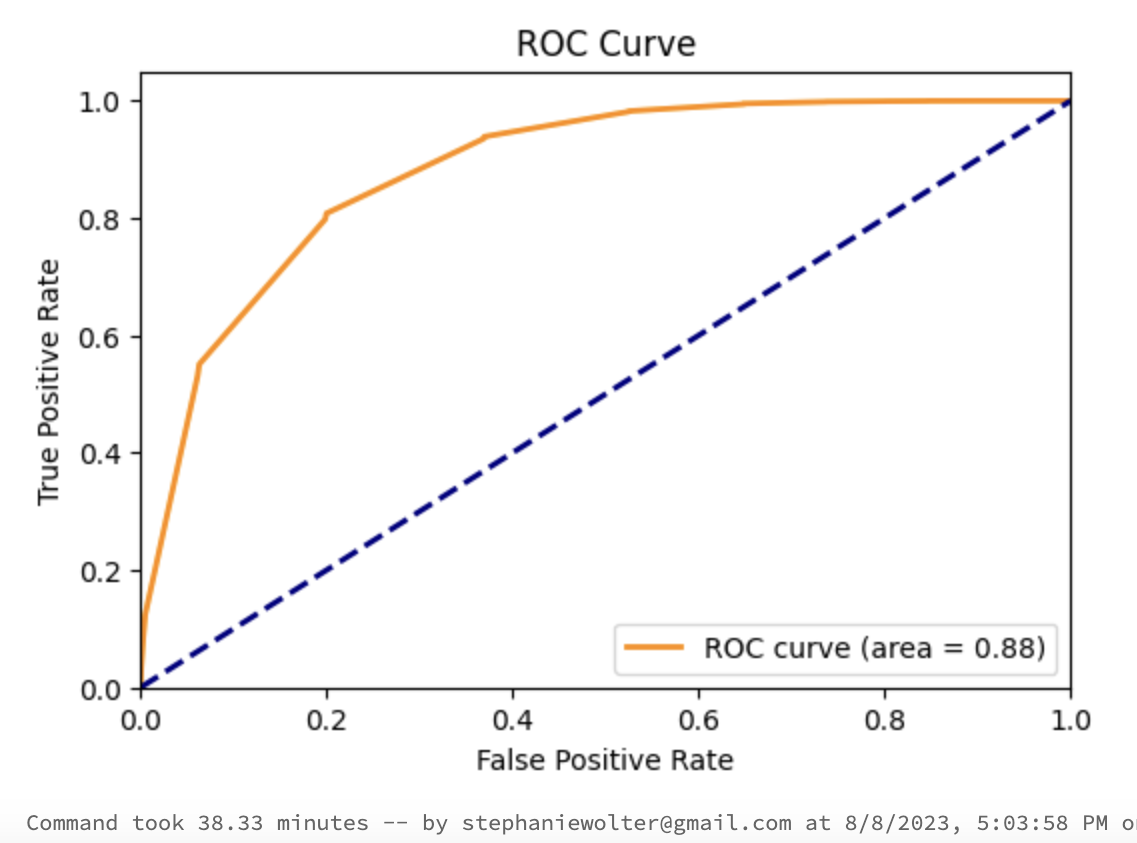 ROC Curve
1.0
0.8
0.6
0.4
0.2
0.0
True Positive Rate
ROC curve (area = 0.88)
0.0 0.2 0.4 0.6 0.8 1.0
False Positive Rate
Command took 38.33 minutes -- by stephaniewolter@gmail.com at 8/8/2023, 5:03:58 PM